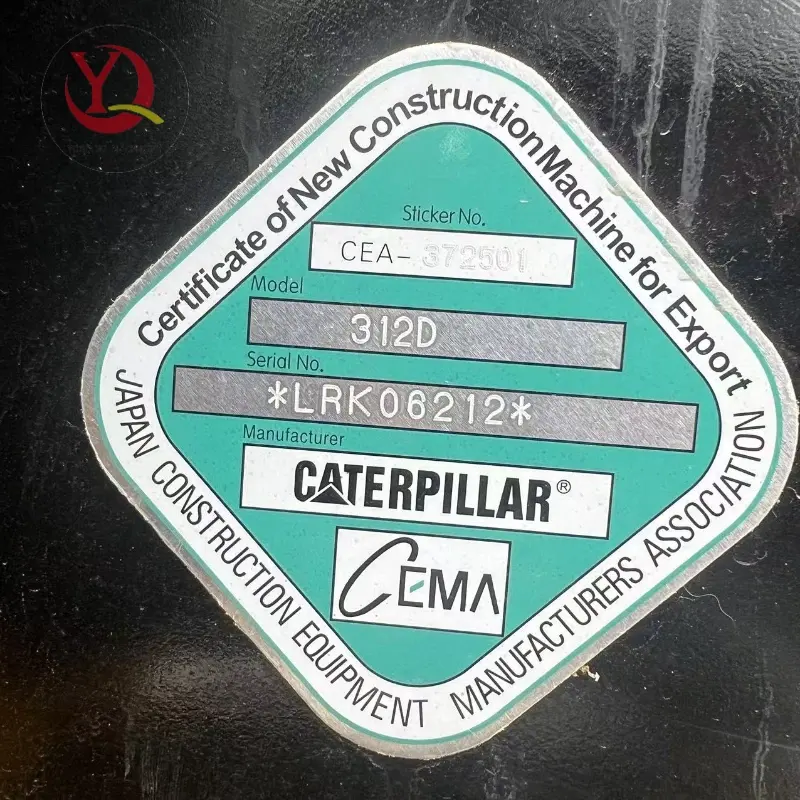 Certificate of New Construction Machine for Export
Sticker No.
CEA- 372501
Model
312D
Serial No.
*LRK06212*
Manufacturer
CATERPILLAR®
CEMA
JAPAN CONSTRUCTION EQUIPMENT MANUFACTURERS ASSOCIATION
YQ